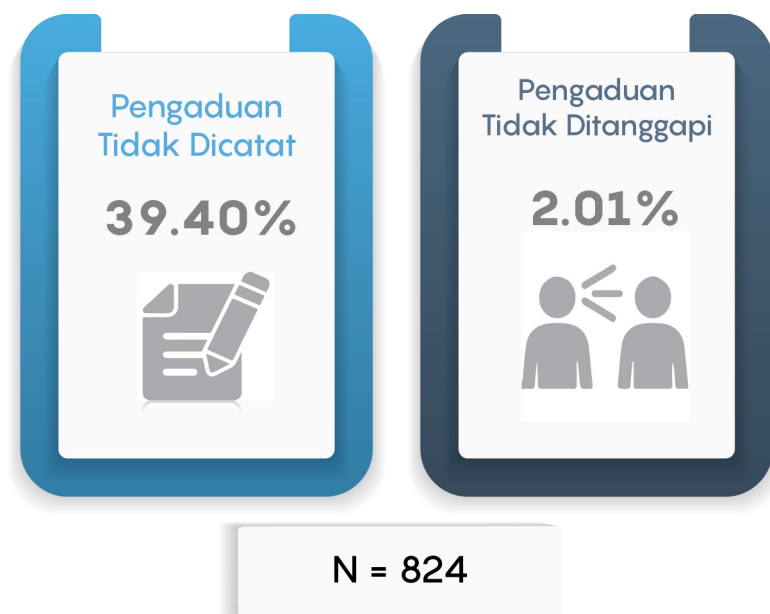 Pengaduan
Tidak Dicatat
39.40%
Pengaduan
Tidak Ditanggapi
2.01%
N = 824